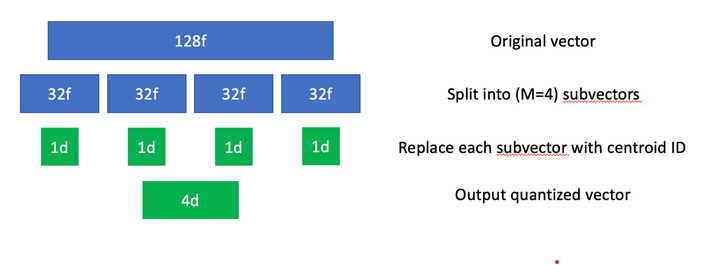 128f Original vector
32f 32f 32f 32f Split into (M=4) subvectors
1d 1d 1d 1d Replace each subvector with centroid ID
4d Output quantized vector